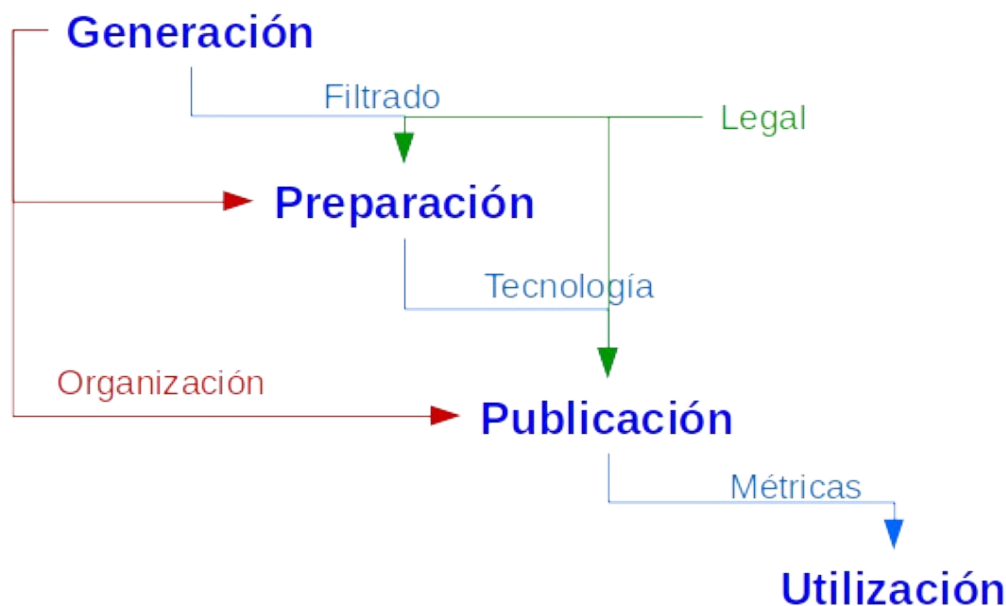 Generación
Filtrado
Legal
Preparación
Tecnología
Organización
Publicación
Métricas
Utilización